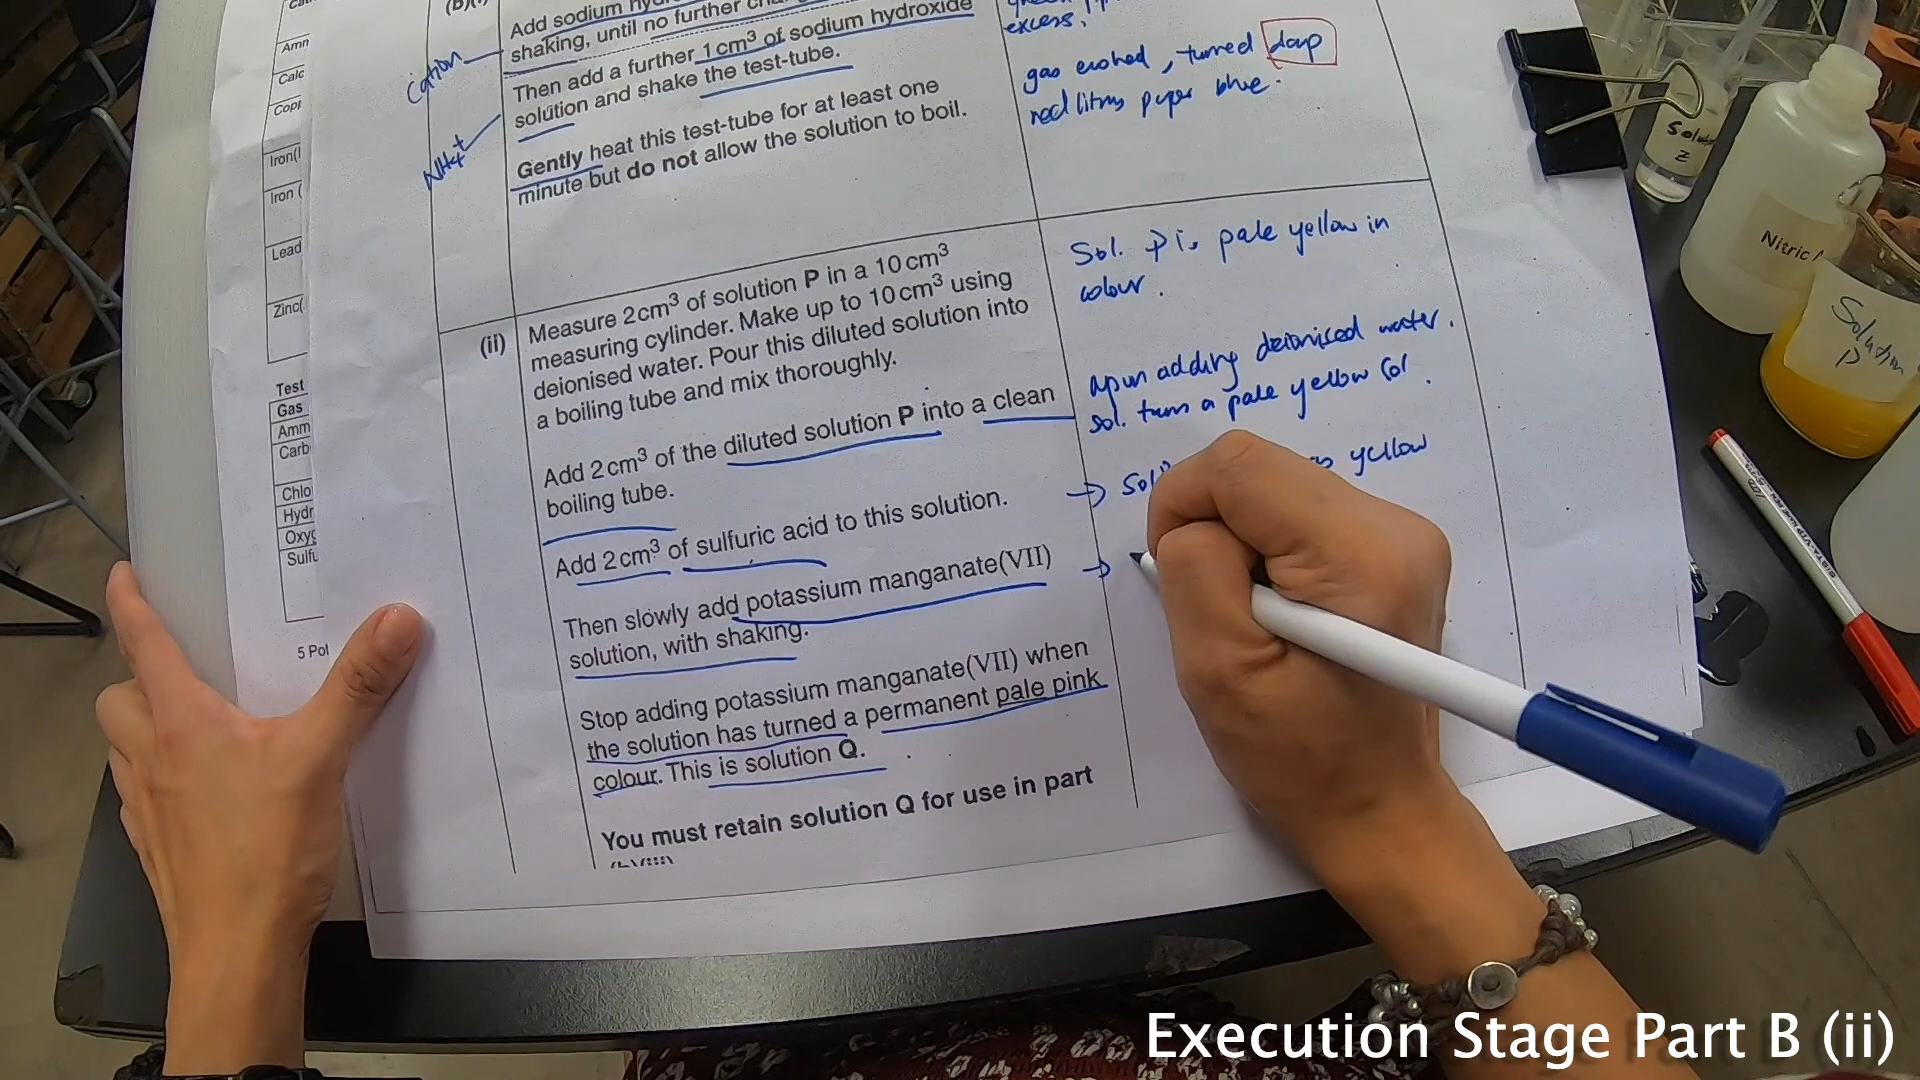 Amn
Calc
Copp
Iron(I
Iron (
Lead
Zinc(
Test
Gas
Amm
Carb
Chlo
Hydr
Oxyg
Sulfu
5 Pol
(b)(i)
cation
NH4+
Add sodium
shaking, until no further
Then add a further 1 cm³ of sodium hydroxide
solution and shake the test-tube.
Gently heat this test-tube for at least one
minute but do not allow the solution to boil.
excess.
gas evolved, turned damp
red litmus paper blue.
(ii)
Measure 2 cm³ of solution P in a 10 cm³
measuring cylinder. Make up to 10 cm³ using
deionised water. Pour this diluted solution into
a boiling tube and mix thoroughly.
Add 2 cm³ of the diluted solution P into a clean
boiling tube.
Add 2 cm³ of sulfuric acid to this solution.
Then slowly add potassium manganate(VII)
solution, with shaking.
Stop adding potassium manganate(VII) when
the solution has turned a permanent pale pink
colour. This is solution Q.
You must retain solution Q for use in part
Sol. P is pale yellow in
colour.
upon adding deionised water.
sol. turn a pale yellow sol.
→ sol yellow
→
Solution
Z
Nitric A
Solution
P
Execution Stage Part B (ii)